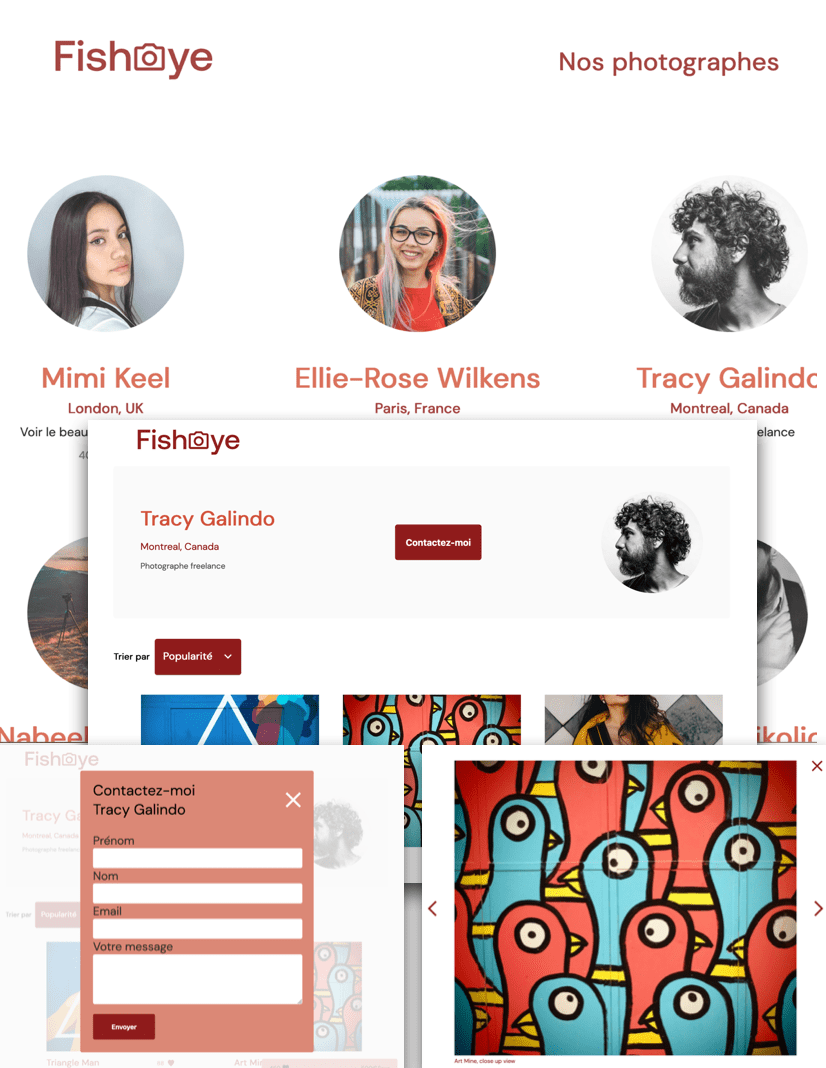 Fisheye
Nos photographes
Mimi Keel
Ellie-Rose Wilkens
Tracy Galindo
London, UK
Paris, France
Montreal, Canada
Voir le beau
elance
40
Fisheye
Tracy Galindo
Montreal, Canada
Photographe freelance
Contactez-moi
Trier par
Popularité
Nabeel
ikolic
Fisheye
Tracy Ga
Montreal, Canada
Photographe freelanc
Trier par
Popularité
Contactez-moi
Tracy Galindo
Prénom
Nom
Email
Votre message
Envoyer
Triangle Man
Art Min
Art Mine, close up view